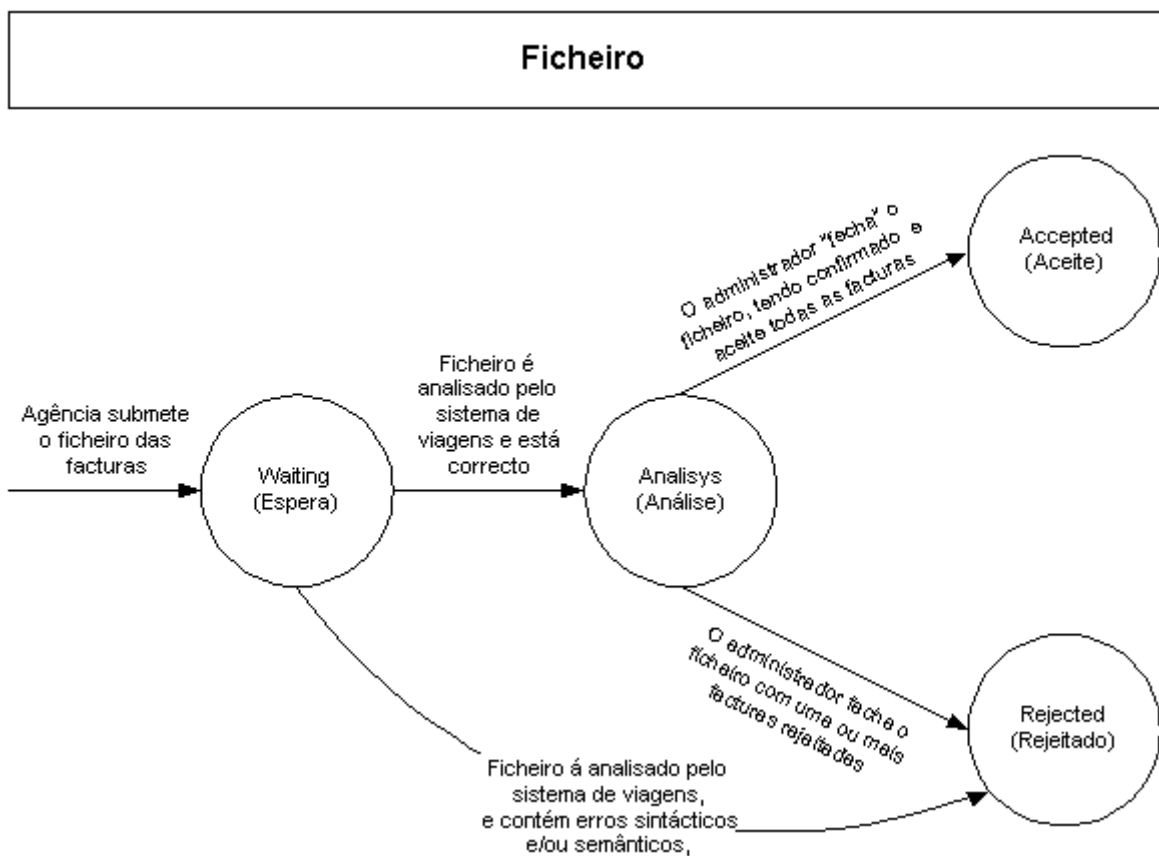 Ficheiro
Accepted
(Aceite)
O administrador "fecha" o
ficheiro, tendo confirmado e
aceite todas as facturas
Ficheiro é
analisado pelo
sistema de
viagens e está
correcto
Agência submete
o ficheiro das
facturas
Waiting
(Espera)
Analisys
(Análise)
O administrador fecha o
ficheiro com uma ou mais
facturas rejeitadas
Rejected
(Rejeitado)
Ficheiro á analisado pelo
sistema de viagens,
e contém erros sintácticos
e/ou semânticos,